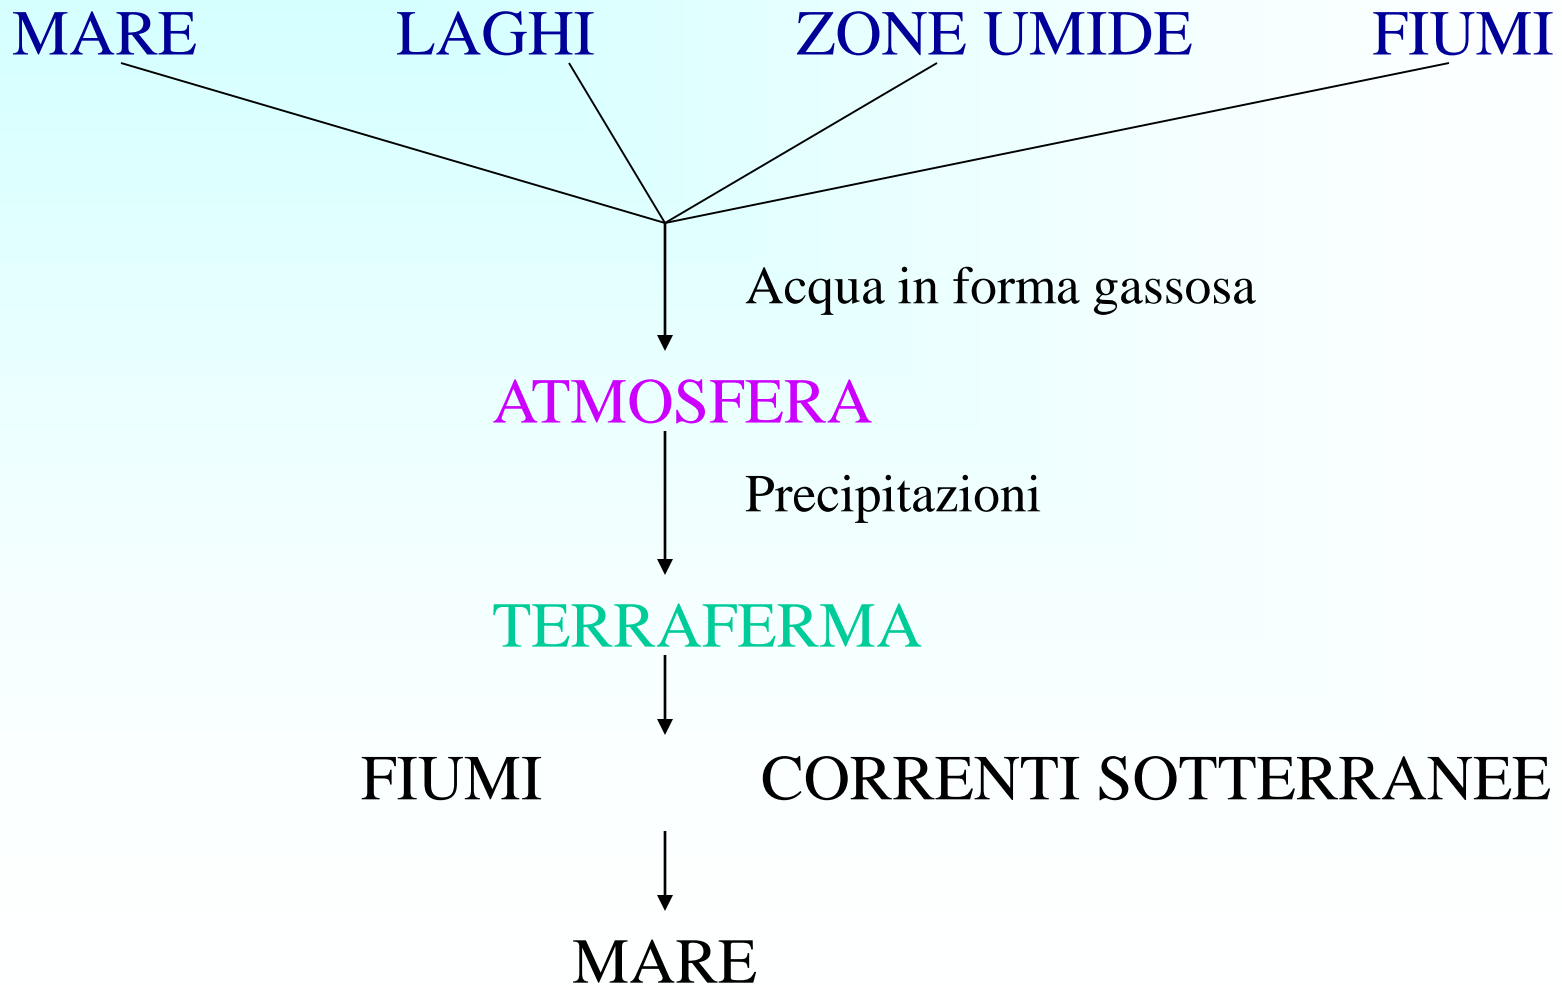 MARE LAGHI ZONE UMIDE FIUMI
Acqua in forma gassosa
ATMOSFERA
Precipitazioni
TERRAFERMA
FIUMI CORRENTI SOTTERRANEE
MARE